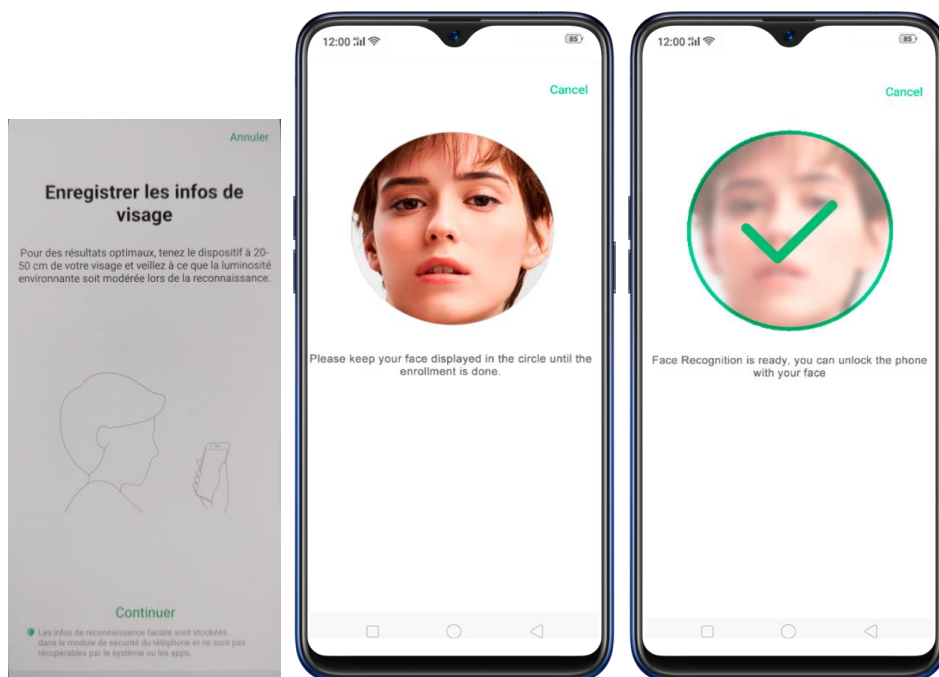 Annuler
Enregistrer les infos de
visage
Pour des résultats optimaux, tenez le dispositif à 20-
50 cm de votre visage et veillez à ce que la luminosité
environnante soit modérée lors de la reconnaissance.
Continuer
Les infos de reconnaissance faciale sont stockées
dans le module de sécurité du téléphone et ne sont pas
récupétables par le système ou les apps.
12:00
85
Cancel
Please keep your face displayed in the circle until the
enrollment is done.
12:00
85
Cancel
Face Recognition is ready, you can unlock the phone
with your face